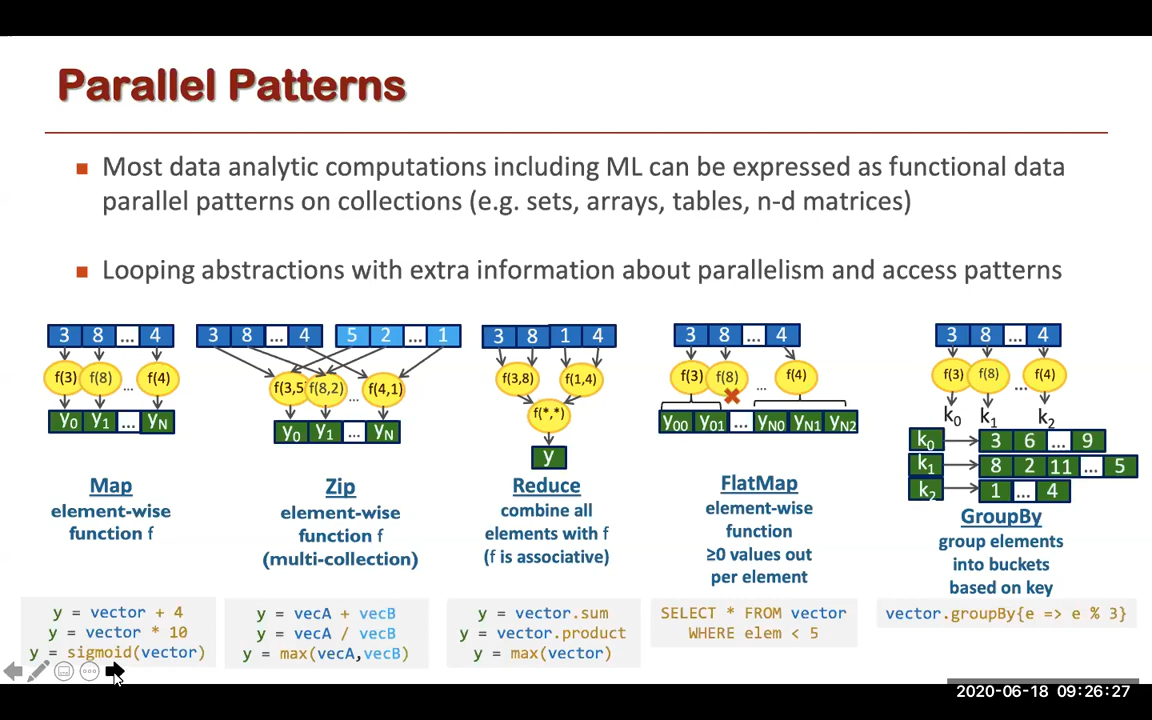 Parallel Patterns
Most data analytic computations including ML can be expressed as functional data
parallel patterns on collections (e.g. sets, arrays, tables, n-d matrices)
Looping abstractions with extra information about parallelism and access patterns
3 8 ... 4
f(3) f(8) ... f(4)
y0 y1 ... yN
Map
element-wise
function f
y = vector + 4
y = vector * 10
y = sigmoid(vector)
3 8 ... 4 5 2 ... 1
f(3,5 f(8,2) ... f(4,1)
y0 y1 ... yN
Zip
element-wise
function f
(multi-collection)
y = vecA + vecB
y = vecA / vecB
y = max(vecA,vecB)
3 8 1 4
f(3,8) f(1,4)
f(*,*)
y
Reduce
combine all
elements with f
(f is associative)
y = vector.sum
y = vector.product
y = max(vector)
3 8 ... 4
f(3) f(8) ... f(4)
y00 y01 ... yN0 yN1 yN2
FlatMap
element-wise
function
≥0 values out
per element
SELECT * FROM vector
WHERE elem < 5
3 8 ... 4
f(3) f(8) ... f(4)
k0 k1 k2
k0 3 6 ... 9
k1 8 2 11 ... 5
k2 1 ... 4
GroupBy
group elements
into buckets
based on key
vector.groupBy{e => e % 3}
2020-06-18 09:26:27